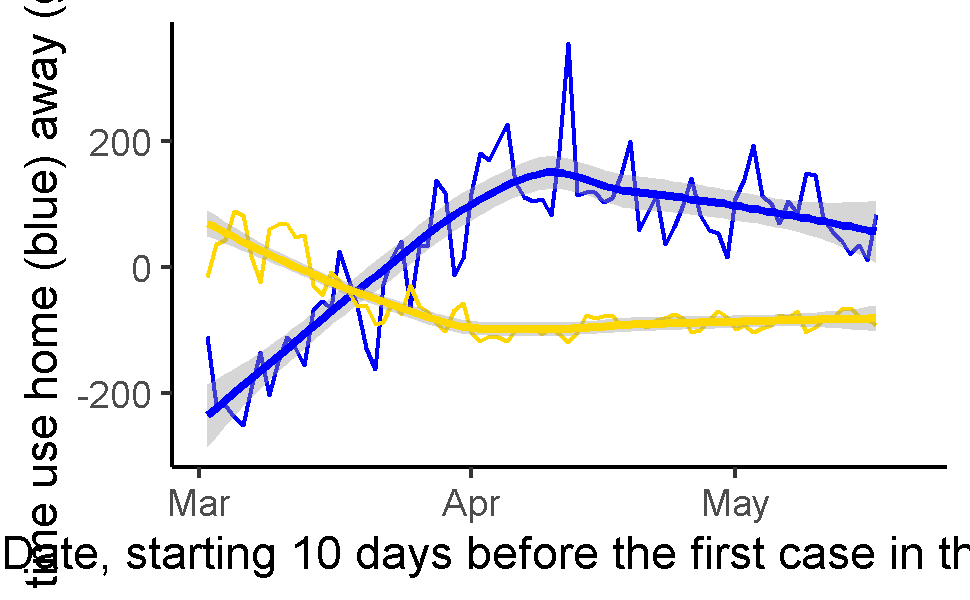 time use home (blue) away (
200
0
-200
Mar Apr May
Date, starting 10 days before the first case in th